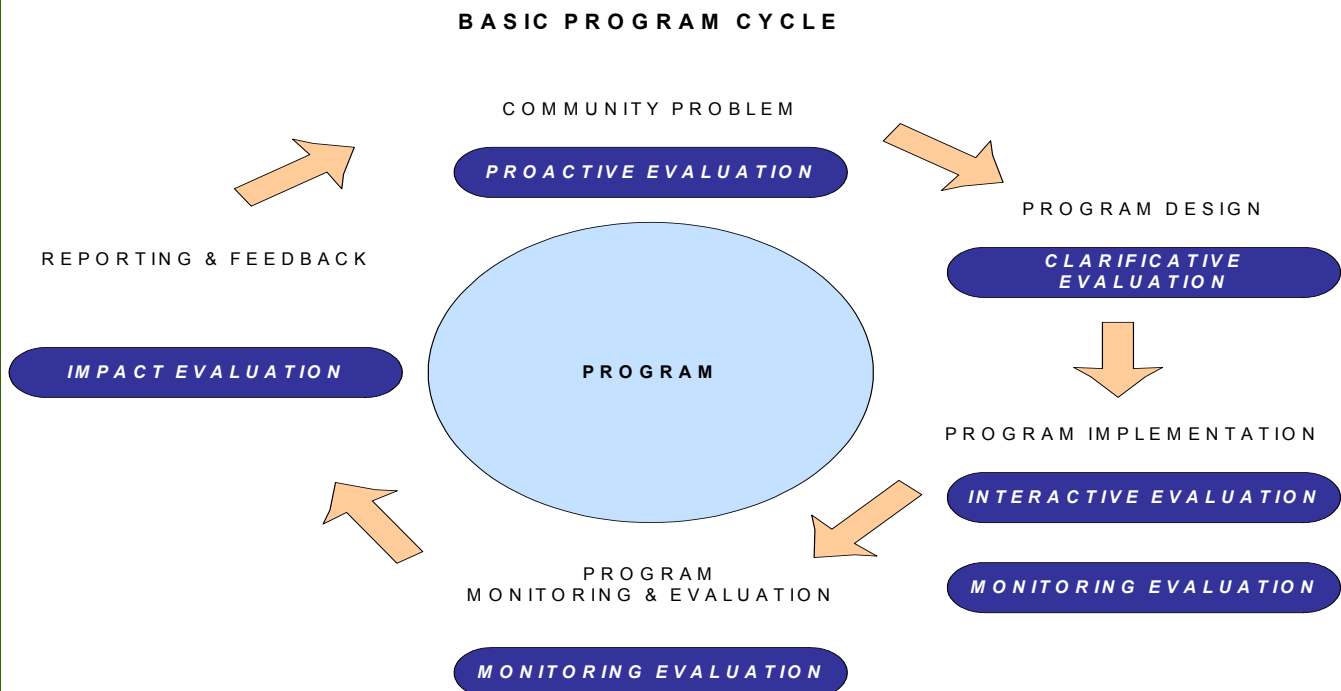 BASIC PROGRAM CYCLE
COMMUNITY PROBLEM
PROACTIVE EVALUATION
PROGRAM DESIGN
CLARIFICATIVE
EVALUATION
REPORTING & FEEDBACK
IMPACT EVALUATION
PROGRAM
PROGRAM IMPLEMENTATION
INTERACTIVE EVALUATION
MONITORING EVALUATION
PROGRAM
MONITORING & EVALUATION
MONITORING EVALUATION